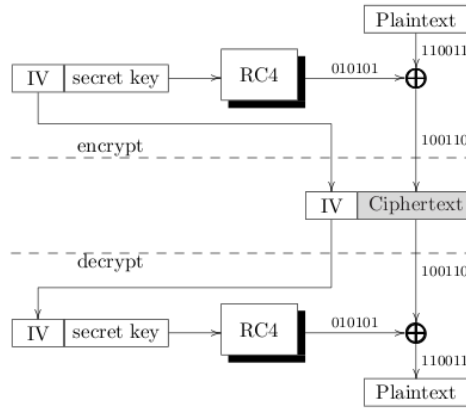 Plaintext
110011
IV secret key RC4 010101
100110
encrypt
IV Ciphertext
decrypt
100110
IV secret key RC4 010101
110011
Plaintext